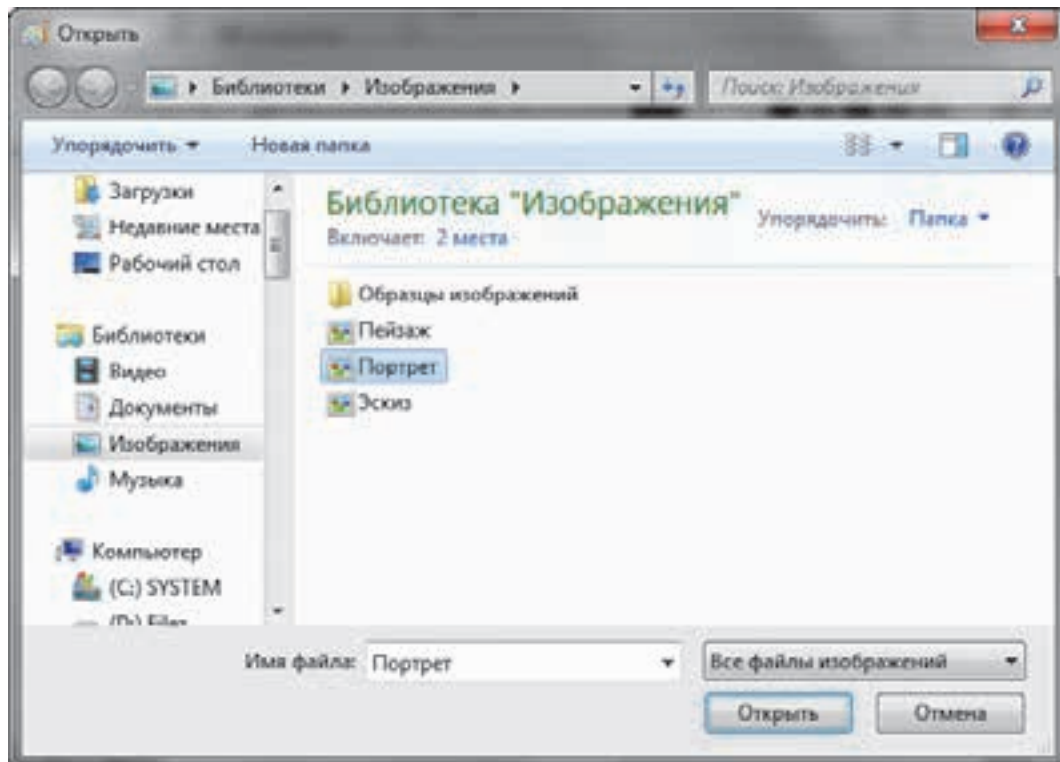 Открыть
Библиотеки Изображения
Поиск: Изображения
Упорядочить Новая папка
Загрузки
Недавние места
Рабочий стол
Библиотеки
Видео
Документы
Изображения
Музыка
Компьютер
(C:) SYSTEM
(D:) Files
Библиотека "Изображения"
Включает: 2 места
Упорядочить: Папка
Образцы изображений
Пейзаж
Портрет
Эскиз
Имя файла: Портрет
Все файлы изображений
Открыть Отмена